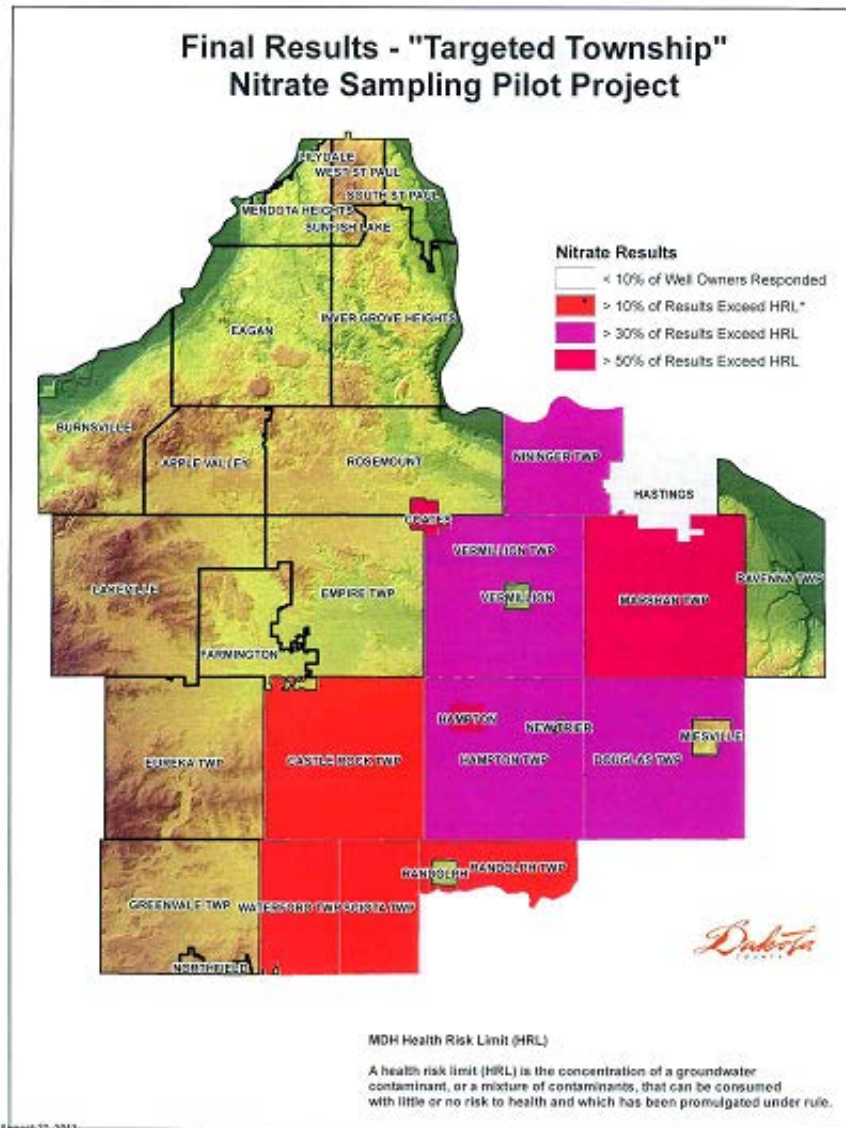 Final Results - "Targeted Township"
Nitrate Sampling Pilot Project
LILYDALE
WEST ST PAUL
SOUTH ST PAUL
MENDOTA HEIGHTS
SUNFISH LAKE
Nitrate Results
< 10% of Well Owners Responded
> 10% of Results Exceed HRL*
> 30% of Results Exceed HRL
> 50% of Results Exceed HRL
EAGAN
INVER GROVE HEIGHTS
BURNSVILLE
APPLE VALLEY
ROSEMOUNT
NININGER TWP
HASTINGS
COATES
VERMILLION TWP
LAKEVILLE
EMPIRE TWP
VERMILLION
MARSHAN TWP
RAVENNA TWP
FARMINGTON
HAMPTON
NEW TRIER
MIESVILLE
EUREKA TWP
CASTLE ROCK TWP
HAMPTON TWP
DOUGLAS TWP
RANDOLPH
RANDOLPH TWP
GREENVALE TWP
WATERFORD TWP
SCIOTA TWP
NORTHFIELD
Dakota
COUNTY
MDH Health Risk Limit (HRL)
A health risk limit (HRL) is the concentration of a groundwater
contaminant, or a mixture of contaminants, that can be consumed
with little or no risk to health and which has been promulgated under rule.